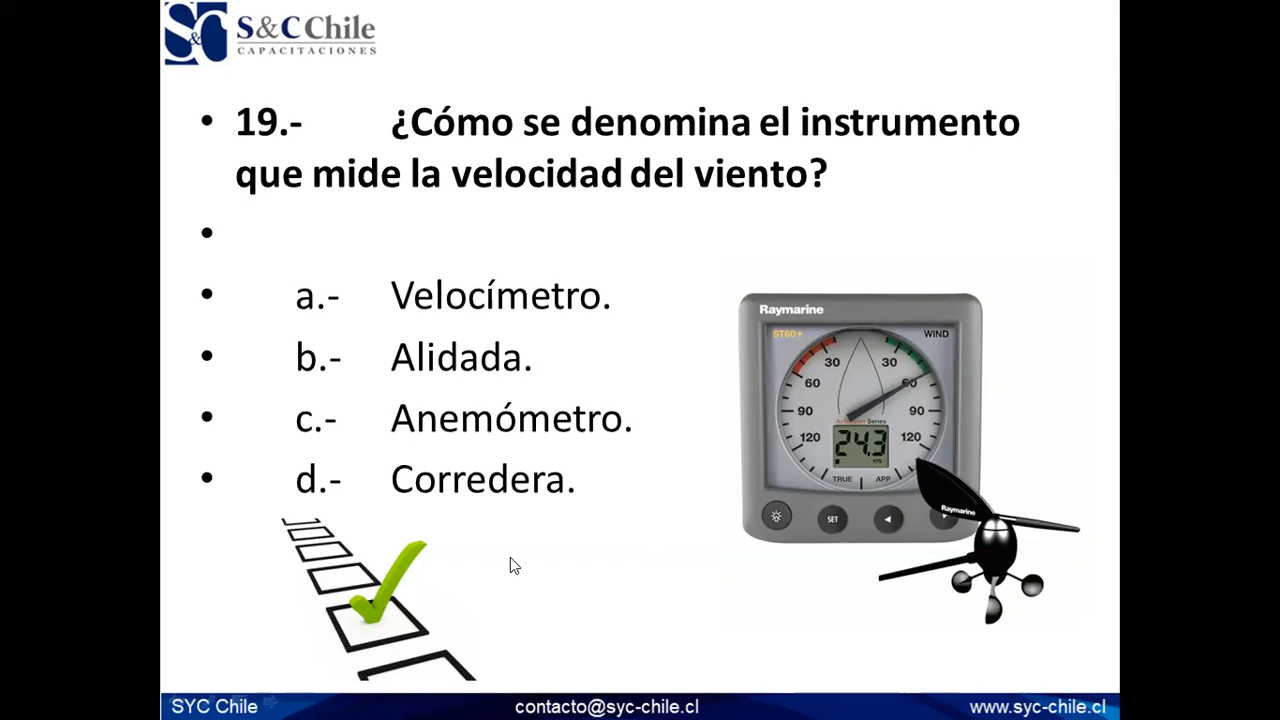 S&C
S&C Chile
CAPACITACIONES
• 19.- ¿Cómo se denomina el instrumento
que mide la velocidad del viento?
•
• a.- Velocímetro.
• b.- Alidada.
• c.- Anemómetro.
• d.- Corredera.
Raymarine
ST60+ WIND
30 30
60 60
90 90
120 120
24.3
KTS
TRUE APP
SET
Raymarine
SYC Chile contacto@syc-chile.cl www.syc-chile.cl